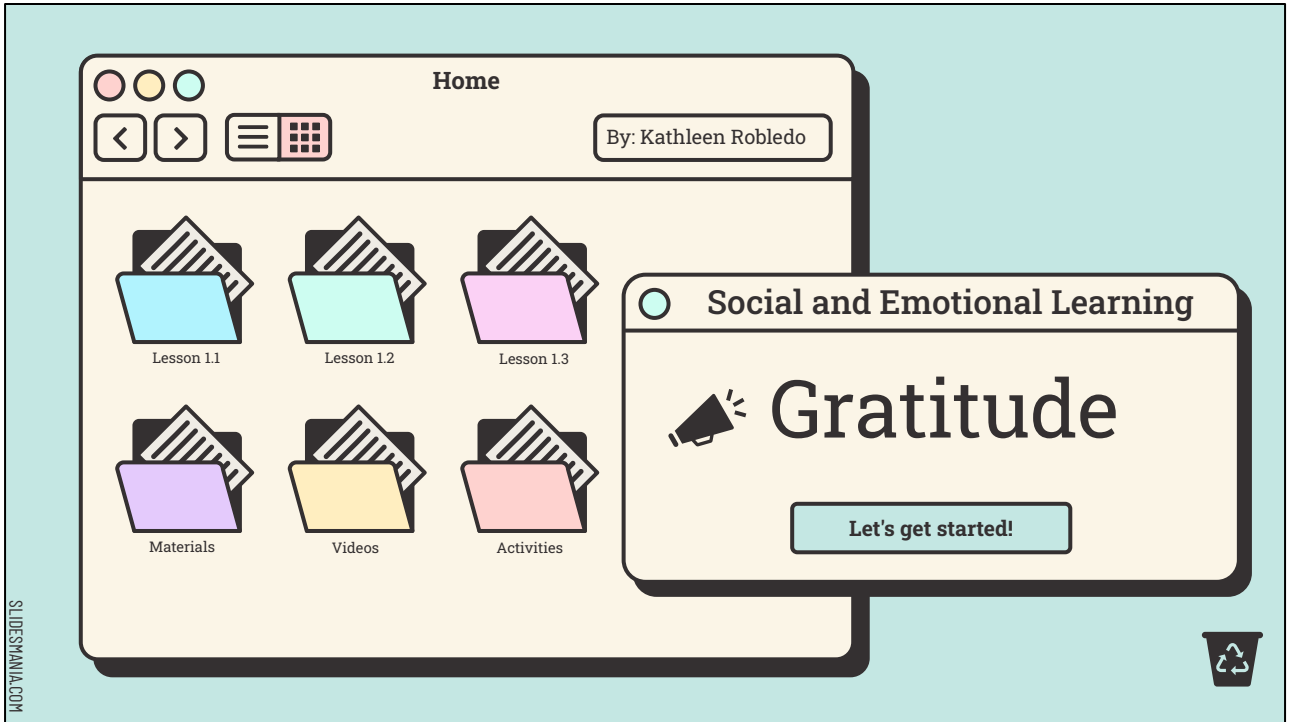 Home
By: Kathleen Robledo
Lesson 1.1
Lesson 1.2
Lesson 1.3
Materials
Videos
Activities
Social and Emotional Learning
Gratitude
Let's get started!
SLIDESMANIA.COM